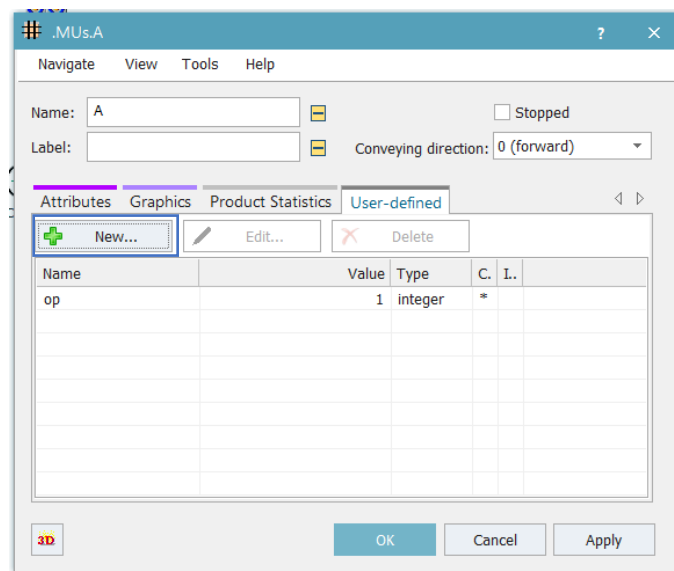 .MUs.A ?
Navigate View Tools Help
Name: A Stopped
Label: Conveying direction: 0 (forward)
Attributes Graphics Product Statistics User-defined
New... Edit... Delete
Name Value Type C. I..
op 1 integer *
3D OK Cancel Apply